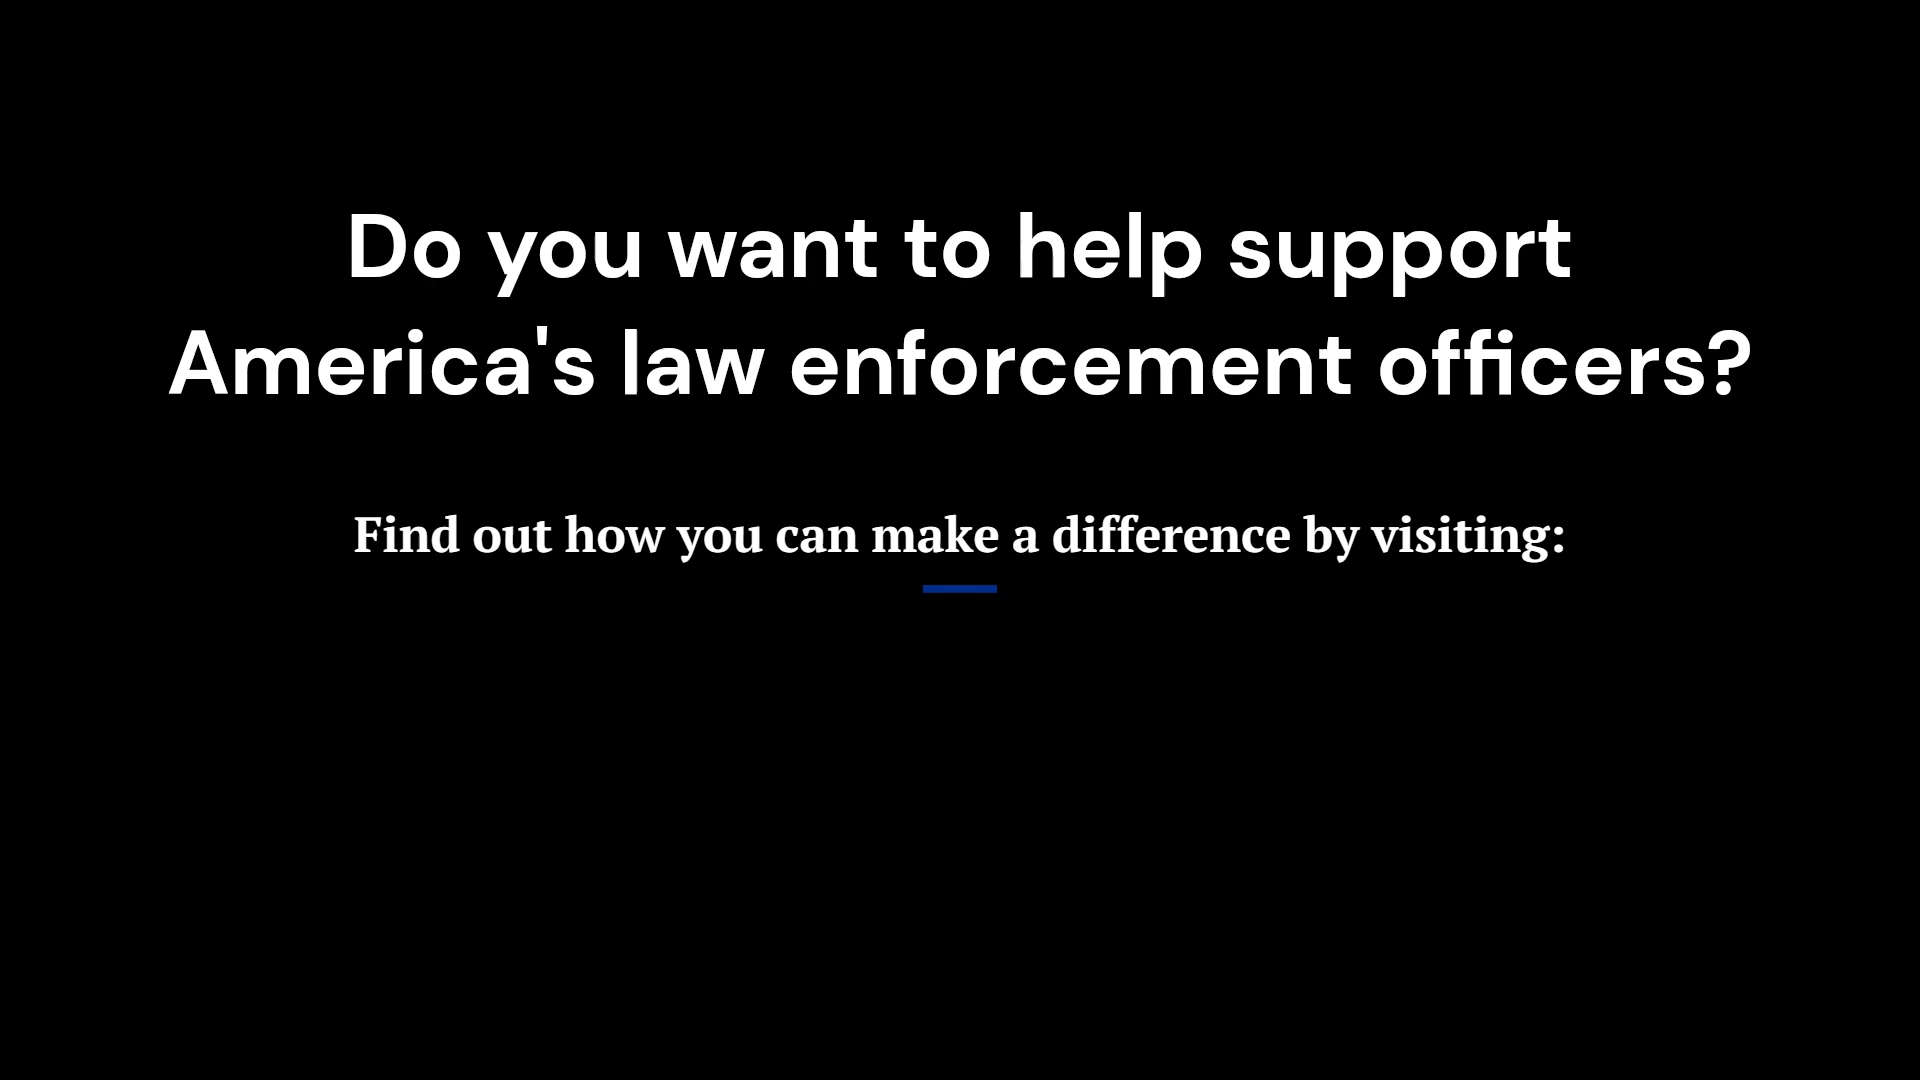 Do you want to help support
America's law enforcement officers?
Find out how you can make a difference by visiting: